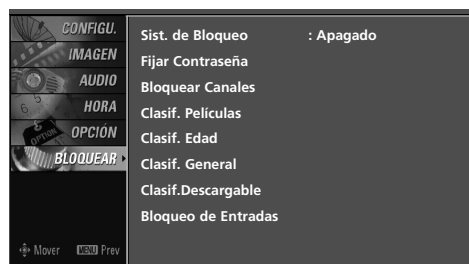 CONFIGU.
IMAGEN
AUDIO
HORA
OPCIÓN
BLOQUEAR
Mover MENU Prev
Sist. de Bloqueo : Apagado
Fijar Contraseña
Bloquear Canales
Clasif. Películas
Clasif. Edad
Clasif. General
Clasif.Descargable
Bloqueo de Entradas